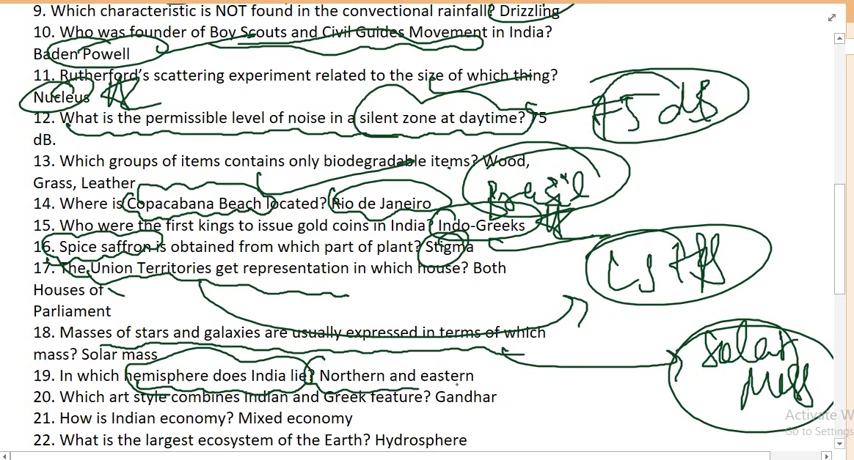 9. Which characteristic is NOT found in the convectional rainfall? Drizzling
10. Who was founder of Boy Scouts and Civil Guides Movement in India?
Baden Powell
11. Rutherford's scattering experiment related to the size of which thing?
Nucleus
12. What is the permissible level of noise in a silent zone at daytime? 75
dB.
75 dB
13. Which groups of items contains only biodegradable items? Wood,
Grass, Leather
Brazil
14. Where is Copacabana Beach located? Rio de Janeiro
15. Who were the first kings to issue gold coins in India? Indo-Greeks
16. Spice saffron is obtained from which part of plant? Stigma
17. The Union Territories get representation in which house? Both
Houses of
Parliament
LS + RS
18. Masses of stars and galaxies are usually expressed in terms of which
mass? Solar mass
Solar
Mass
19. In which hemisphere does India lie? Northern and eastern
20. Which art style combines Indian and Greek feature? Gandhar
21. How is Indian economy? Mixed economy
22. What is the largest ecosystem of the Earth? Hydrosphere
Activate W
Go to Settings